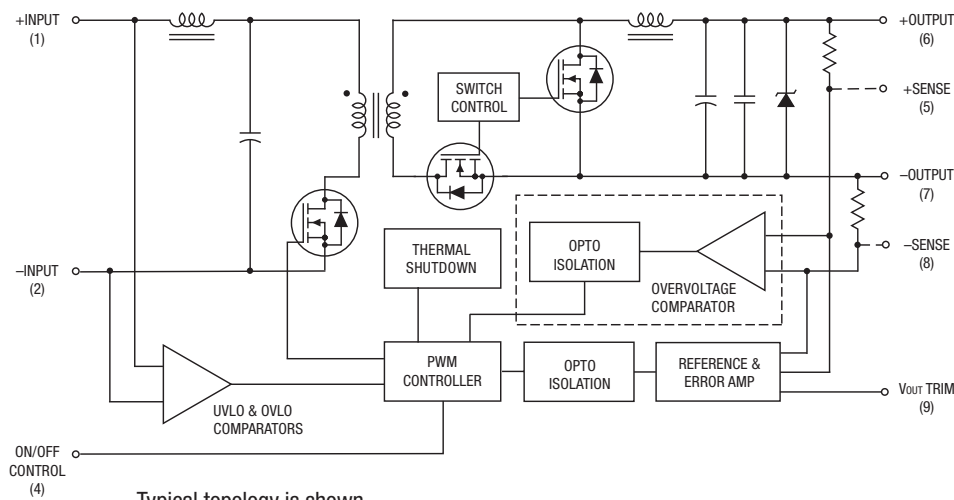 +INPUT
(1)
+OUTPUT
(6)
SWITCH
CONTROL
+SENSE
(5)
–OUTPUT
(7)
THERMAL
SHUTDOWN
OPTO
ISOLATION
OVERVOLTAGE
COMPARATOR
–SENSE
(8)
–INPUT
(2)
PWM
CONTROLLER
OPTO
ISOLATION
REFERENCE &
ERROR AMP
VOUT TRIM
(9)
UVLO & OVLO
COMPARATORS
ON/OFF
CONTROL
(4)
Typical topology is shown